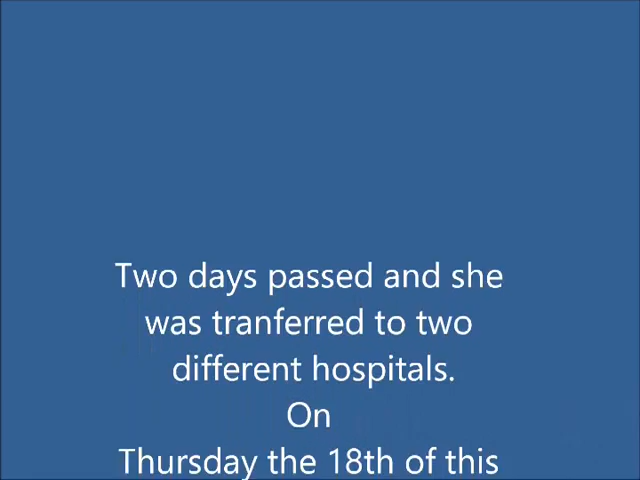 Two days passed and she
was tranferred to two
different hospitals.
On
Thursday the 18th of this